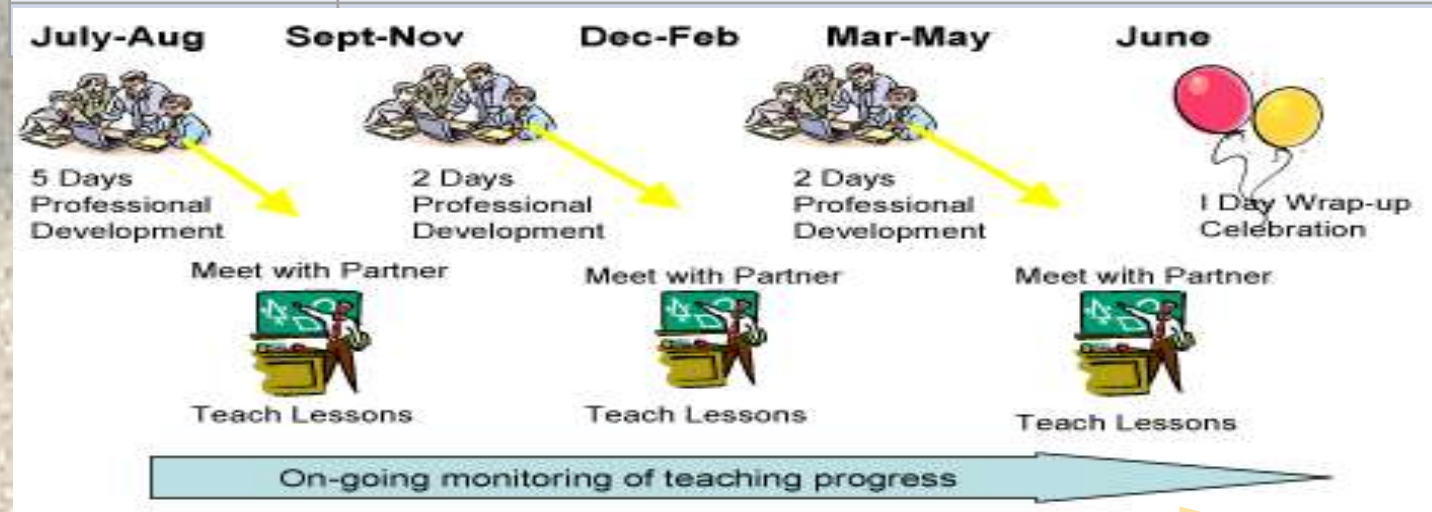 July-Aug
Sept-Nov
Dec-Feb
Mar-May
June
5 Days
Professional
Development
2 Days
Professional
Development
2 Days
Professional
Development
I Day Wrap-up
Celebration
Meet with Partner
Teach Lessons
Meet with Partner
Teach Lessons
Meet with Partner
Teach Lessons
On-going monitoring of teaching progress